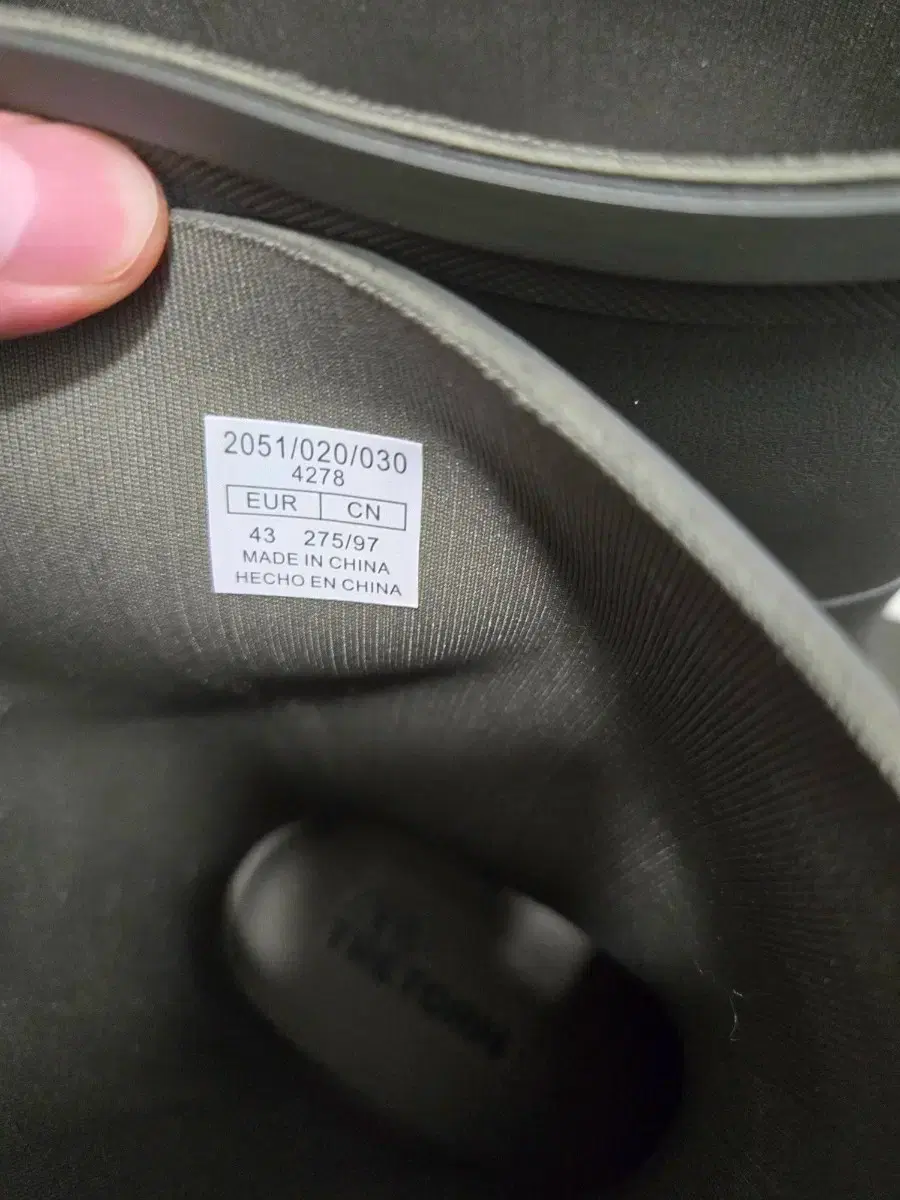 2051/020/030
4278
EUR CN
43 275/97
MADE IN CHINA
HECHO EN CHINA